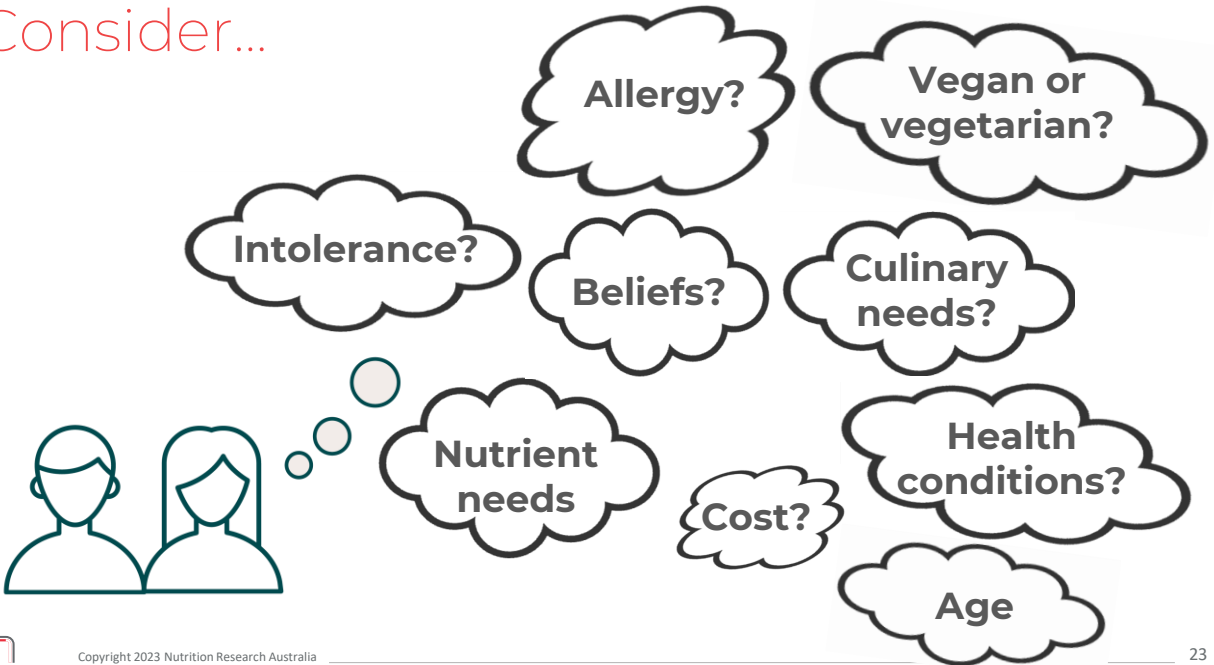 Consider...
Allergy?
Vegan or
vegetarian?
Intolerance?
Beliefs?
Culinary
needs?
Nutrient
needs
Cost?
Health
conditions?
Age
Copyright 2023 Nutrition Research Australia
23